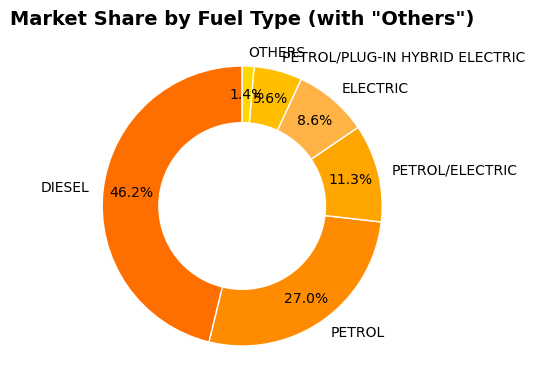 Market Share by Fuel Type (with "Others")
OTHERS
PETROL/PLUG-IN HYBRID ELECTRIC
ELECTRIC
1.4%
5.6%
8.6%
PETROL/ELECTRIC
11.3%
DIESEL
46.2%
27.0%
PETROL